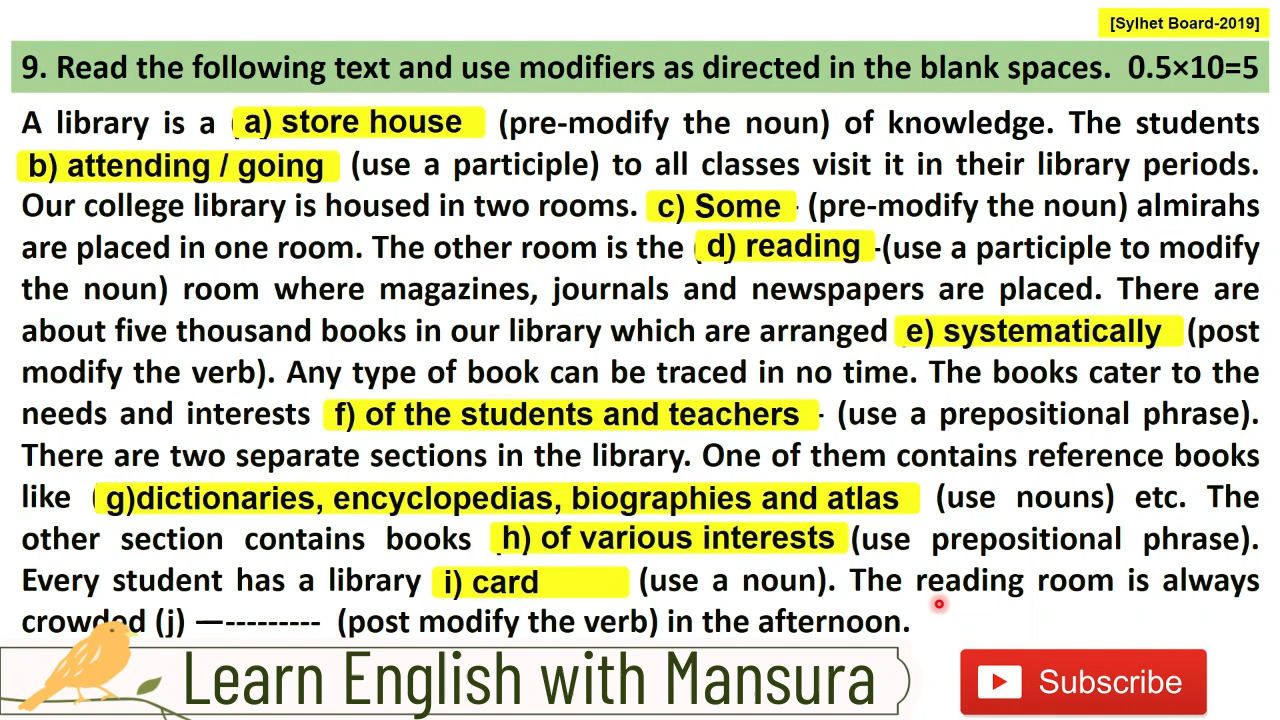 [Sylhet Board-2019]
9. Read the following text and use modifiers as directed in the blank spaces. 0.5×10=5
A library is a a) store house (pre-modify the noun) of knowledge. The students
b) attending / going (use a participle) to all classes visit it in their library periods.
Our college library is housed in two rooms. c) Some (pre-modify the noun) almirahs
are placed in one room. The other room is the d) reading -(use a participle to modify
the noun) room where magazines, journals and newspapers are placed. There are
about five thousand books in our library which are arranged e) systematically (post
modify the verb). Any type of book can be traced in no time. The books cater to the
needs and interests f) of the students and teachers - (use a prepositional phrase).
There are two separate sections in the library. One of them contains reference books
like g)dictionaries, encyclopedias, biographies and atlas (use nouns) etc. The
other section contains books h) of various interests (use prepositional phrase).
Every student has a library i) card (use a noun). The reading room is always
crowded (j) —--------- (post modify the verb) in the afternoon.
Learn English with Mansura
Subscribe